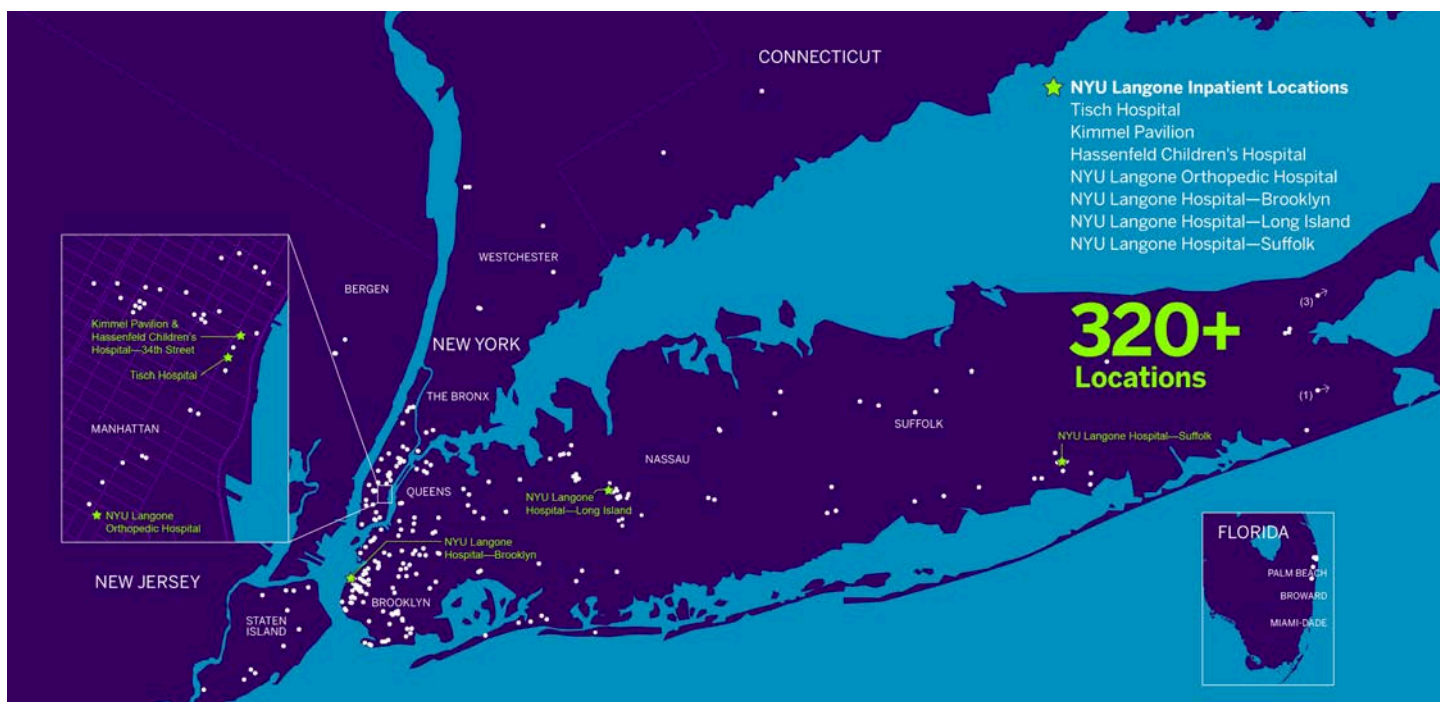 CONNECTICUT
NYU Langone Inpatient Locations
Tisch Hospital
Kimmel Pavilion
Hassenfeld Children's Hospital
NYU Langone Orthopedic Hospital
NYU Langone Hospital—Brooklyn
NYU Langone Hospital—Long Island
NYU Langone Hospital—Suffolk
WESTCHESTER
BERGEN
(3)
320+
Locations
Kimmel Pavilion &
Hassenfeld Children's
Hospital—34th Street
Tisch Hospital
MANHATTAN
NYU Langone
Orthopedic Hospital
NEW YORK
THE BRONX
(1)
SUFFOLK
NYU Langone Hospital—Suffolk
NASSAU
QUEENS
NYU Langone
Hospital—Long Island
NYU Langone
Hospital—Brooklyn
NEW JERSEY
BROOKLYN
STATEN
ISLAND
FLORIDA
PALM BEACH
BROWARD
MIAMI-DADE